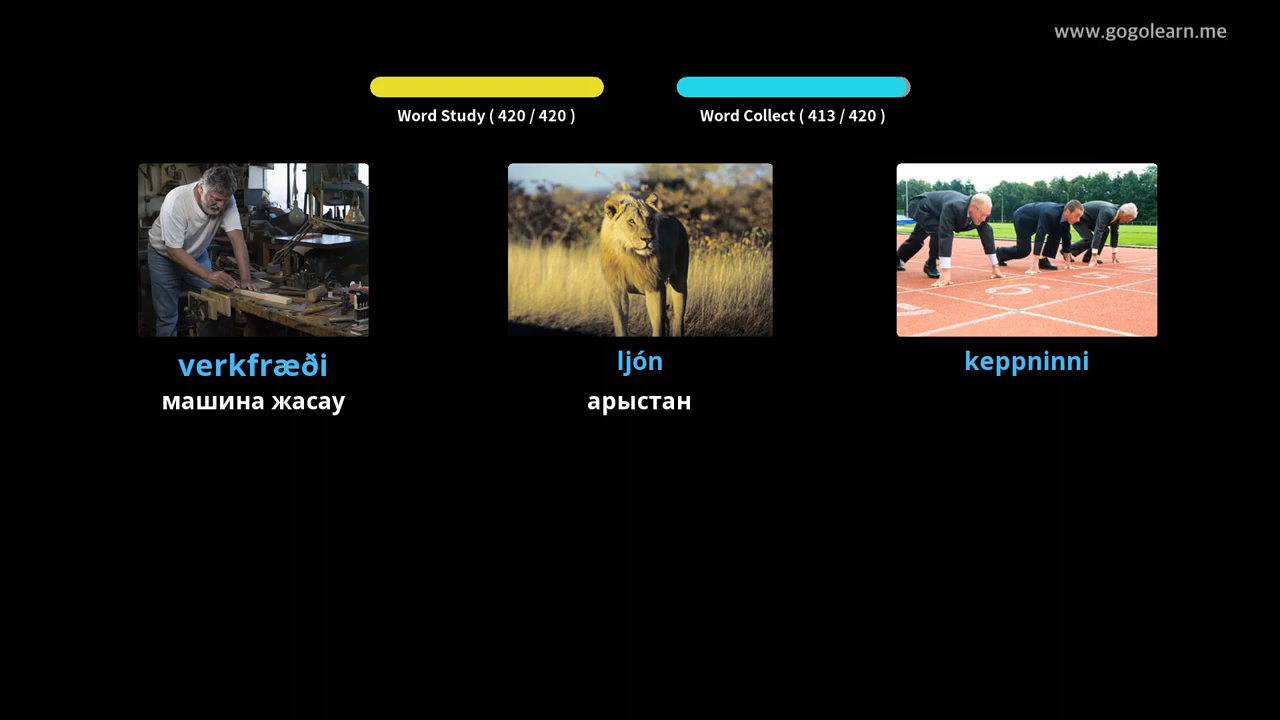 www.gogolearn.me
Word Study ( 420 / 420 )
Word Collect ( 413 / 420 )
verkfræði
ljón
keppninni
машина жасау
арыстан